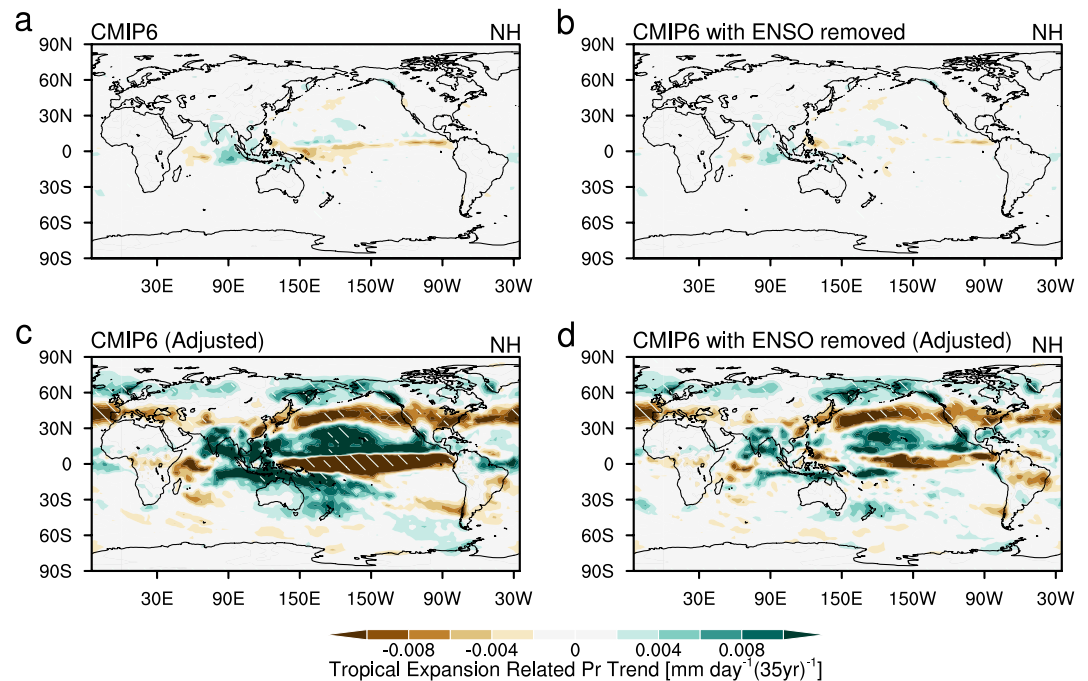 a
CMIP6
NH
90N
60N
30N
0
30S
60S
90S
30E
90E
150E
150W
90W
30W
b
CMIP6 with ENSO removed
NH
90N
60N
30N
0
30S
60S
90S
30E
90E
150E
150W
90W
30W
c
CMIP6 (Adjusted)
NH
90N
60N
30N
0
30S
60S
90S
30E
90E
150E
150W
90W
30W
d
CMIP6 with ENSO removed (Adjusted)
NH
90N
60N
30N
0
30S
60S
90S
30E
90E
150E
150W
90W
30W
-0.008 -0.004 0 0.004 0.008
Tropical Expansion Related Pr Trend [mm day⁻¹(35yr)⁻¹]